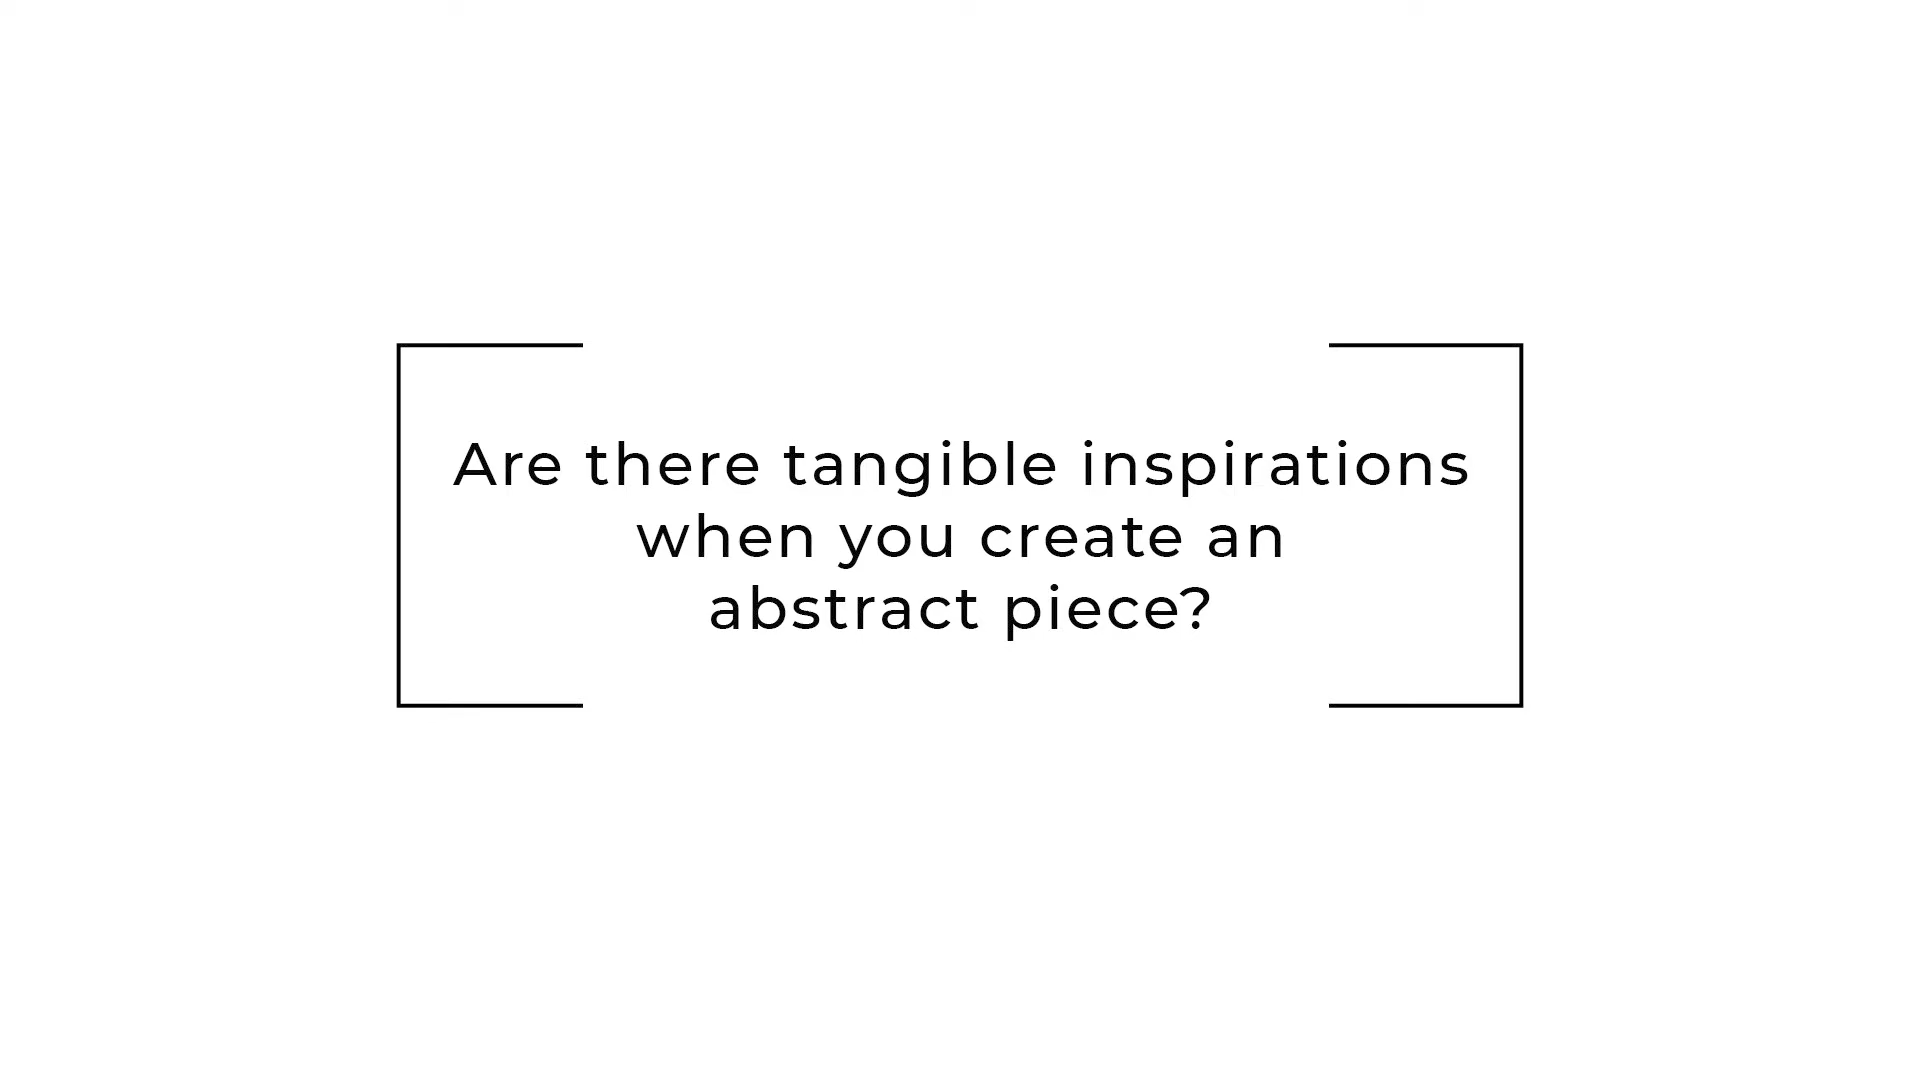 Are there tangible inspirations
when you create an
abstract piece?